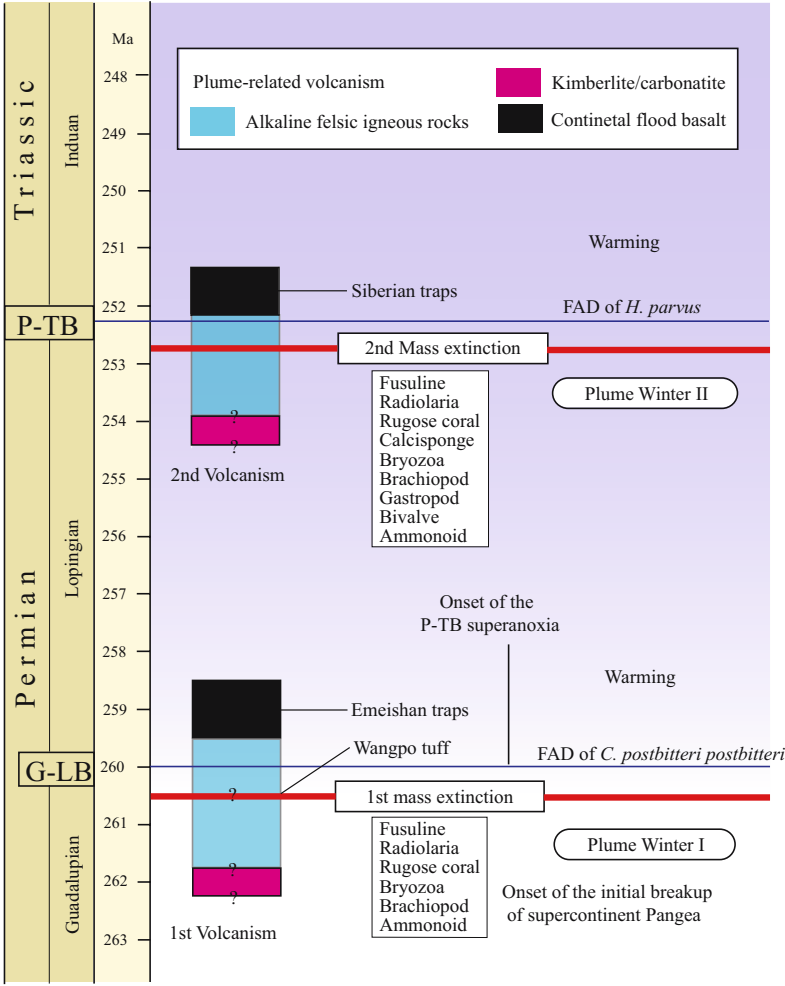 Ma
248
249
250
251
252
253
254
255
256
257
258
259
260
261
262
263
Triassic
Induan
P-TB
Permian
Lopingian
G-LB
Guadalupian
Plume-related volcanism
Kimberlite/carbonatite
Alkaline felsic igneous rocks
Continetal flood basalt
Warming
Siberian traps
FAD of H. parvus
2nd Mass extinction
Plume Winter II
Fusuline
Radiolaria
Rugose coral
Calcisponge
Bryozoa
Brachiopod
Gastropod
Bivalve
Ammonoid
?
?
2nd Volcanism
Onset of the
P-TB superanoxia
Warming
Emeishan traps
Wangpo tuff
FAD of C. postbitteri postbitteri
?
1st mass extinction
Plume Winter I
Fusuline
Radiolaria
Rugose coral
Bryozoa
Brachiopod
Ammonoid
?
?
Onset of the initial breakup
of supercontinent Pangea
1st Volcanism